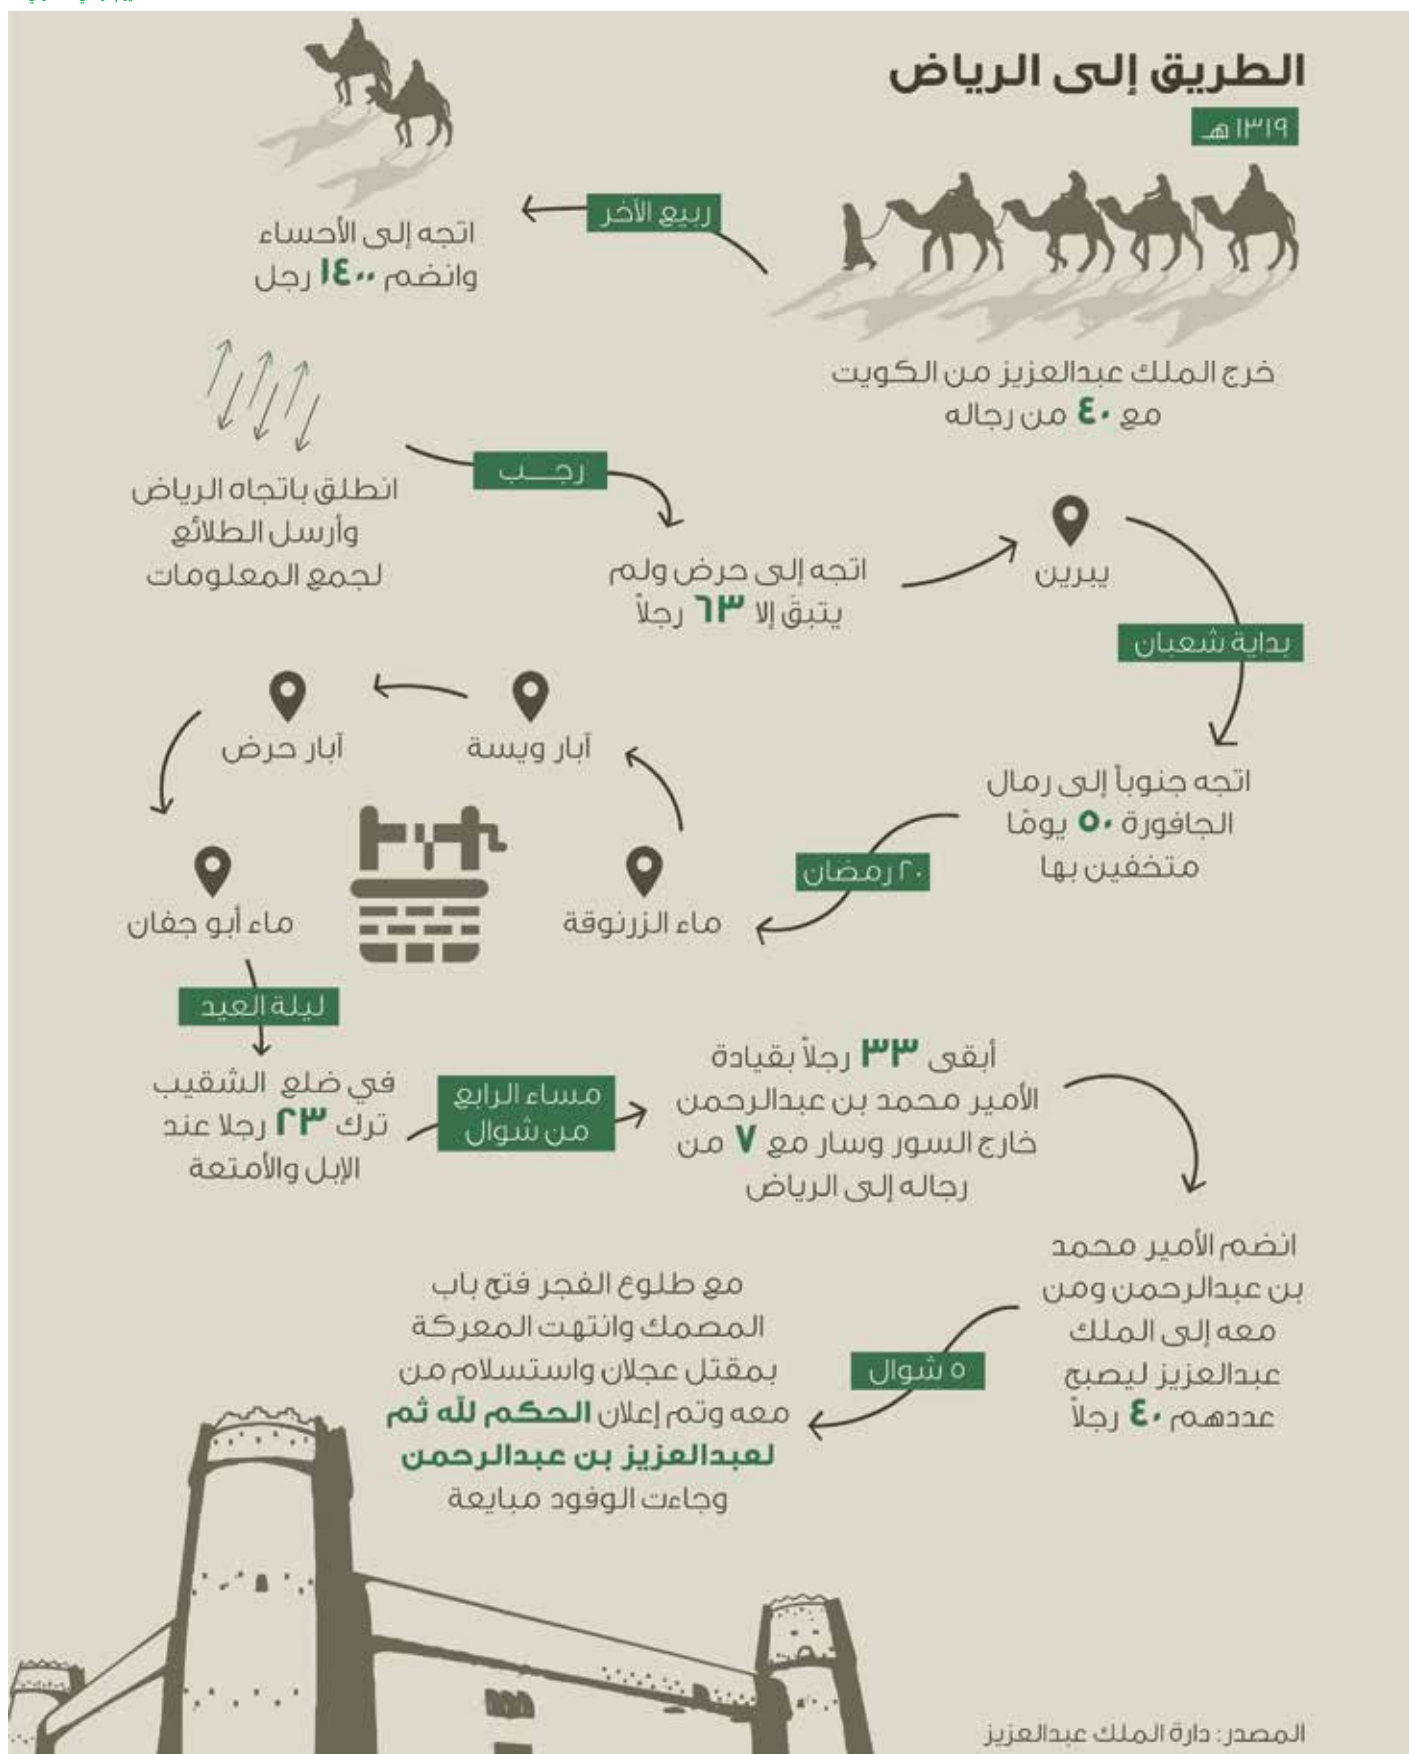 الطريق إلى الرياض
١٣١٩ هـ
خرج الملك عبدالعزيز من الكويت
مع ٤٠ من رجاله
ربيع الآخر
اتجه إلى الأحساء
وانضم ١٤٠٠ رجل
انطلق باتجاه الرياض
وأرسل الطلائع
لجمع المعلومات
رجب
اتجه إلى حرض ولم
يتبقَ إلا ٦٣ رجلاً
يبرين
بداية شعبان
اتجه جنوباً إلى رمال
الجافورة ٥٠ يومًا
متخفين بها
٢٠ رمضان
ماء الزرنوقة
آبار ويسة
آبار حرض
ماء أبو جفان
ليلة العيد
في ضلع الشقيب
ترك ٢٣ رجلا عند
الإبل والأمتعة
مساء الرابع
من شوال
أبقى ٣٣ رجلاً بقيادة
الأمير محمد بن عبدالرحمن
خارج السور وسار مع ٧ من
رجاله إلى الرياض
انضم الأمير محمد
بن عبدالرحمن ومن
معه إلى الملك
عبدالعزيز ليصبح
عددهم ٤٠ رجلاً
٥ شوال
مع طلوع الفجر فتح باب
المصمك وانتهت المعركة
بمقتل عجلان واستسلام من
معه وتم إعلان الحكم لله ثم
لعبدالعزيز بن عبدالرحمن
وجاءت الوفود مبايعة
المصدر: دارة الملك عبدالعزيز